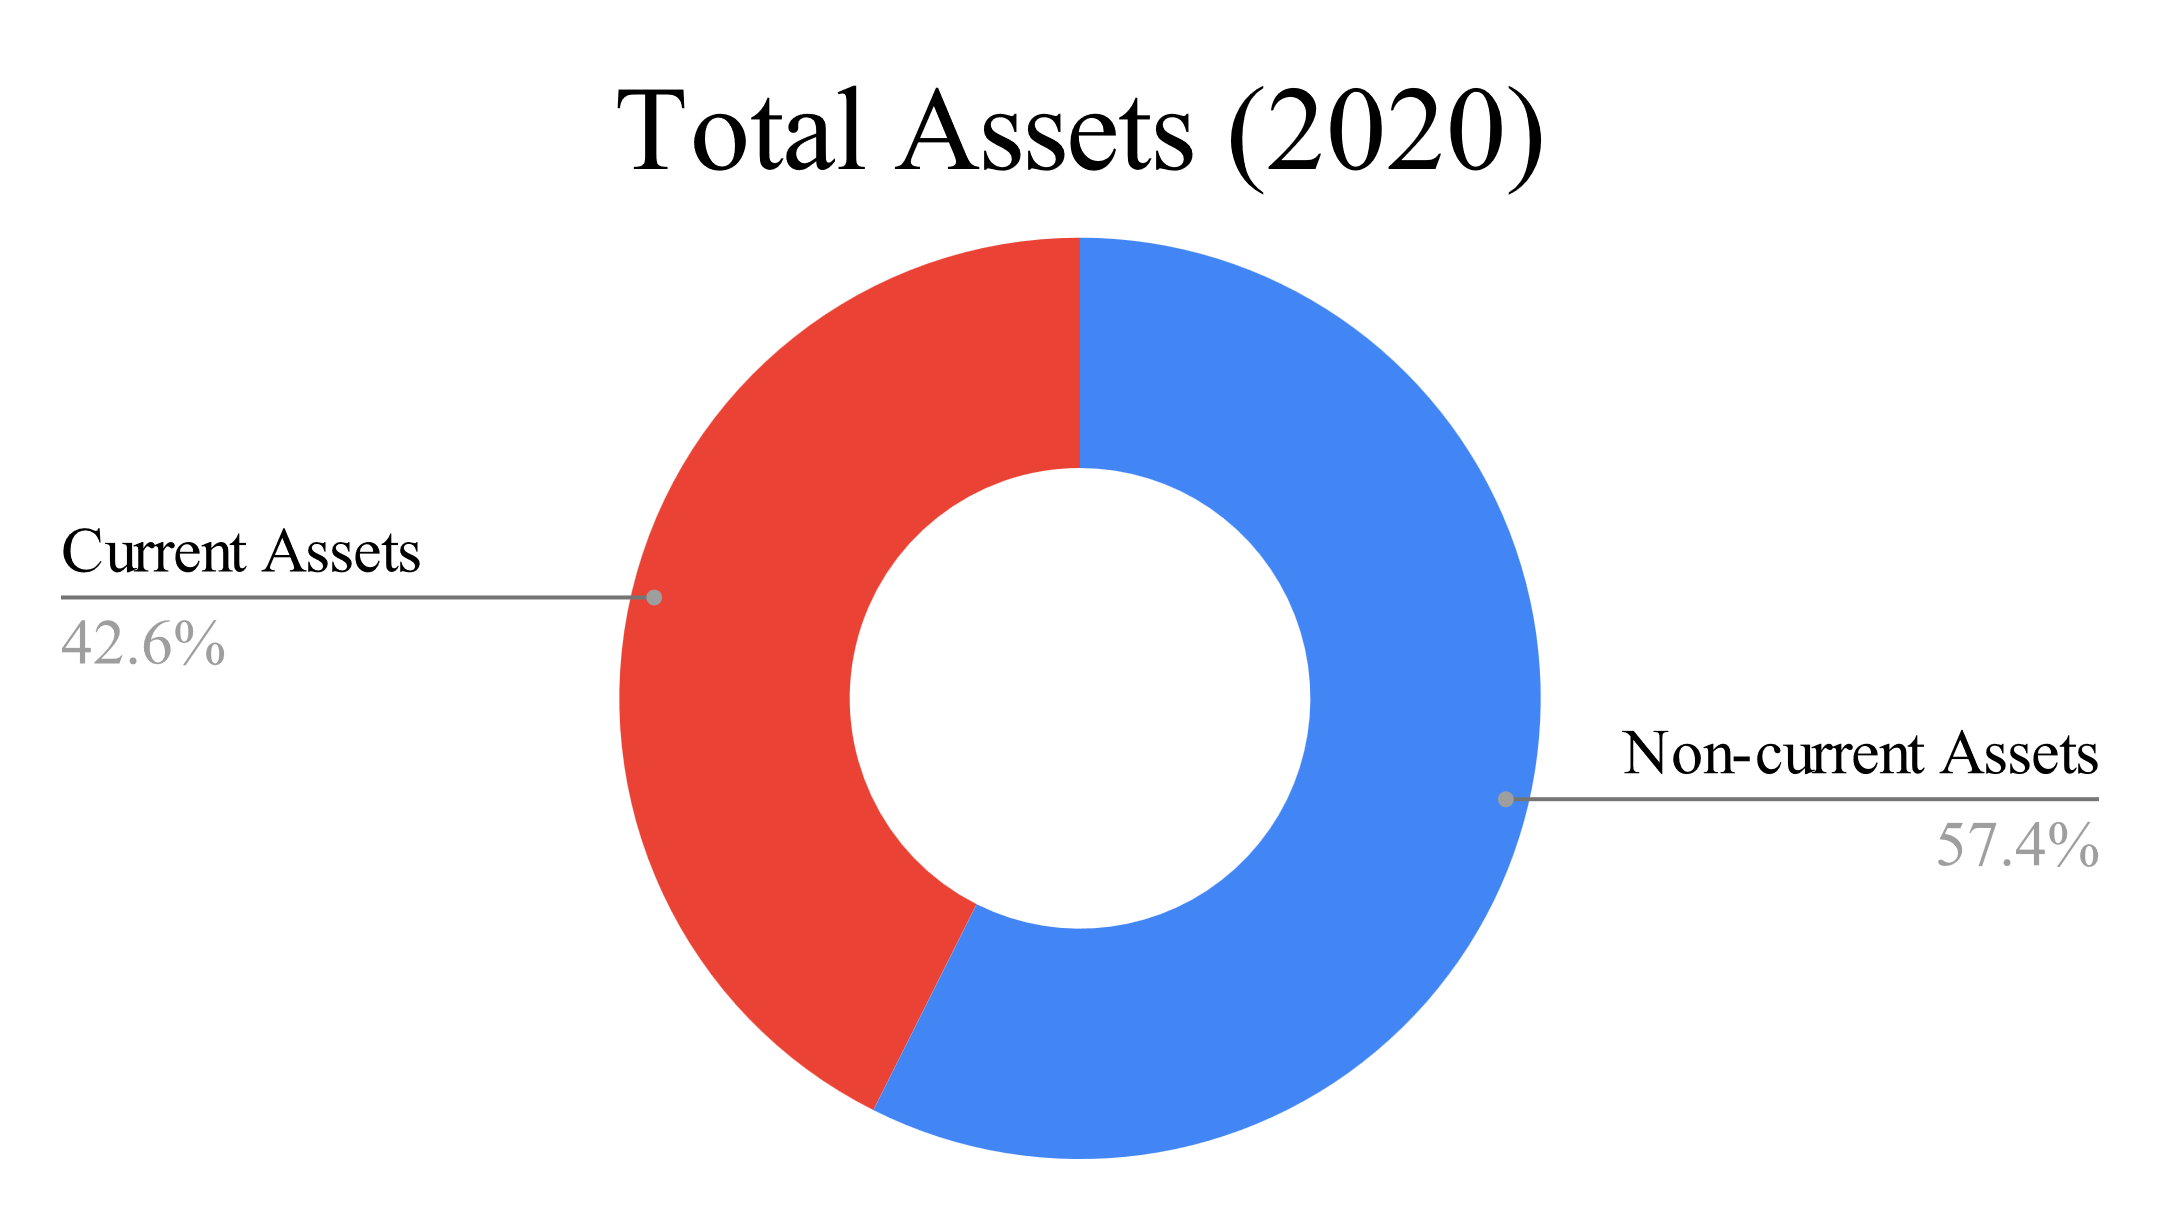 Total Assets (2020)
Current Assets
42.6%
Non-current Assets
57.4%